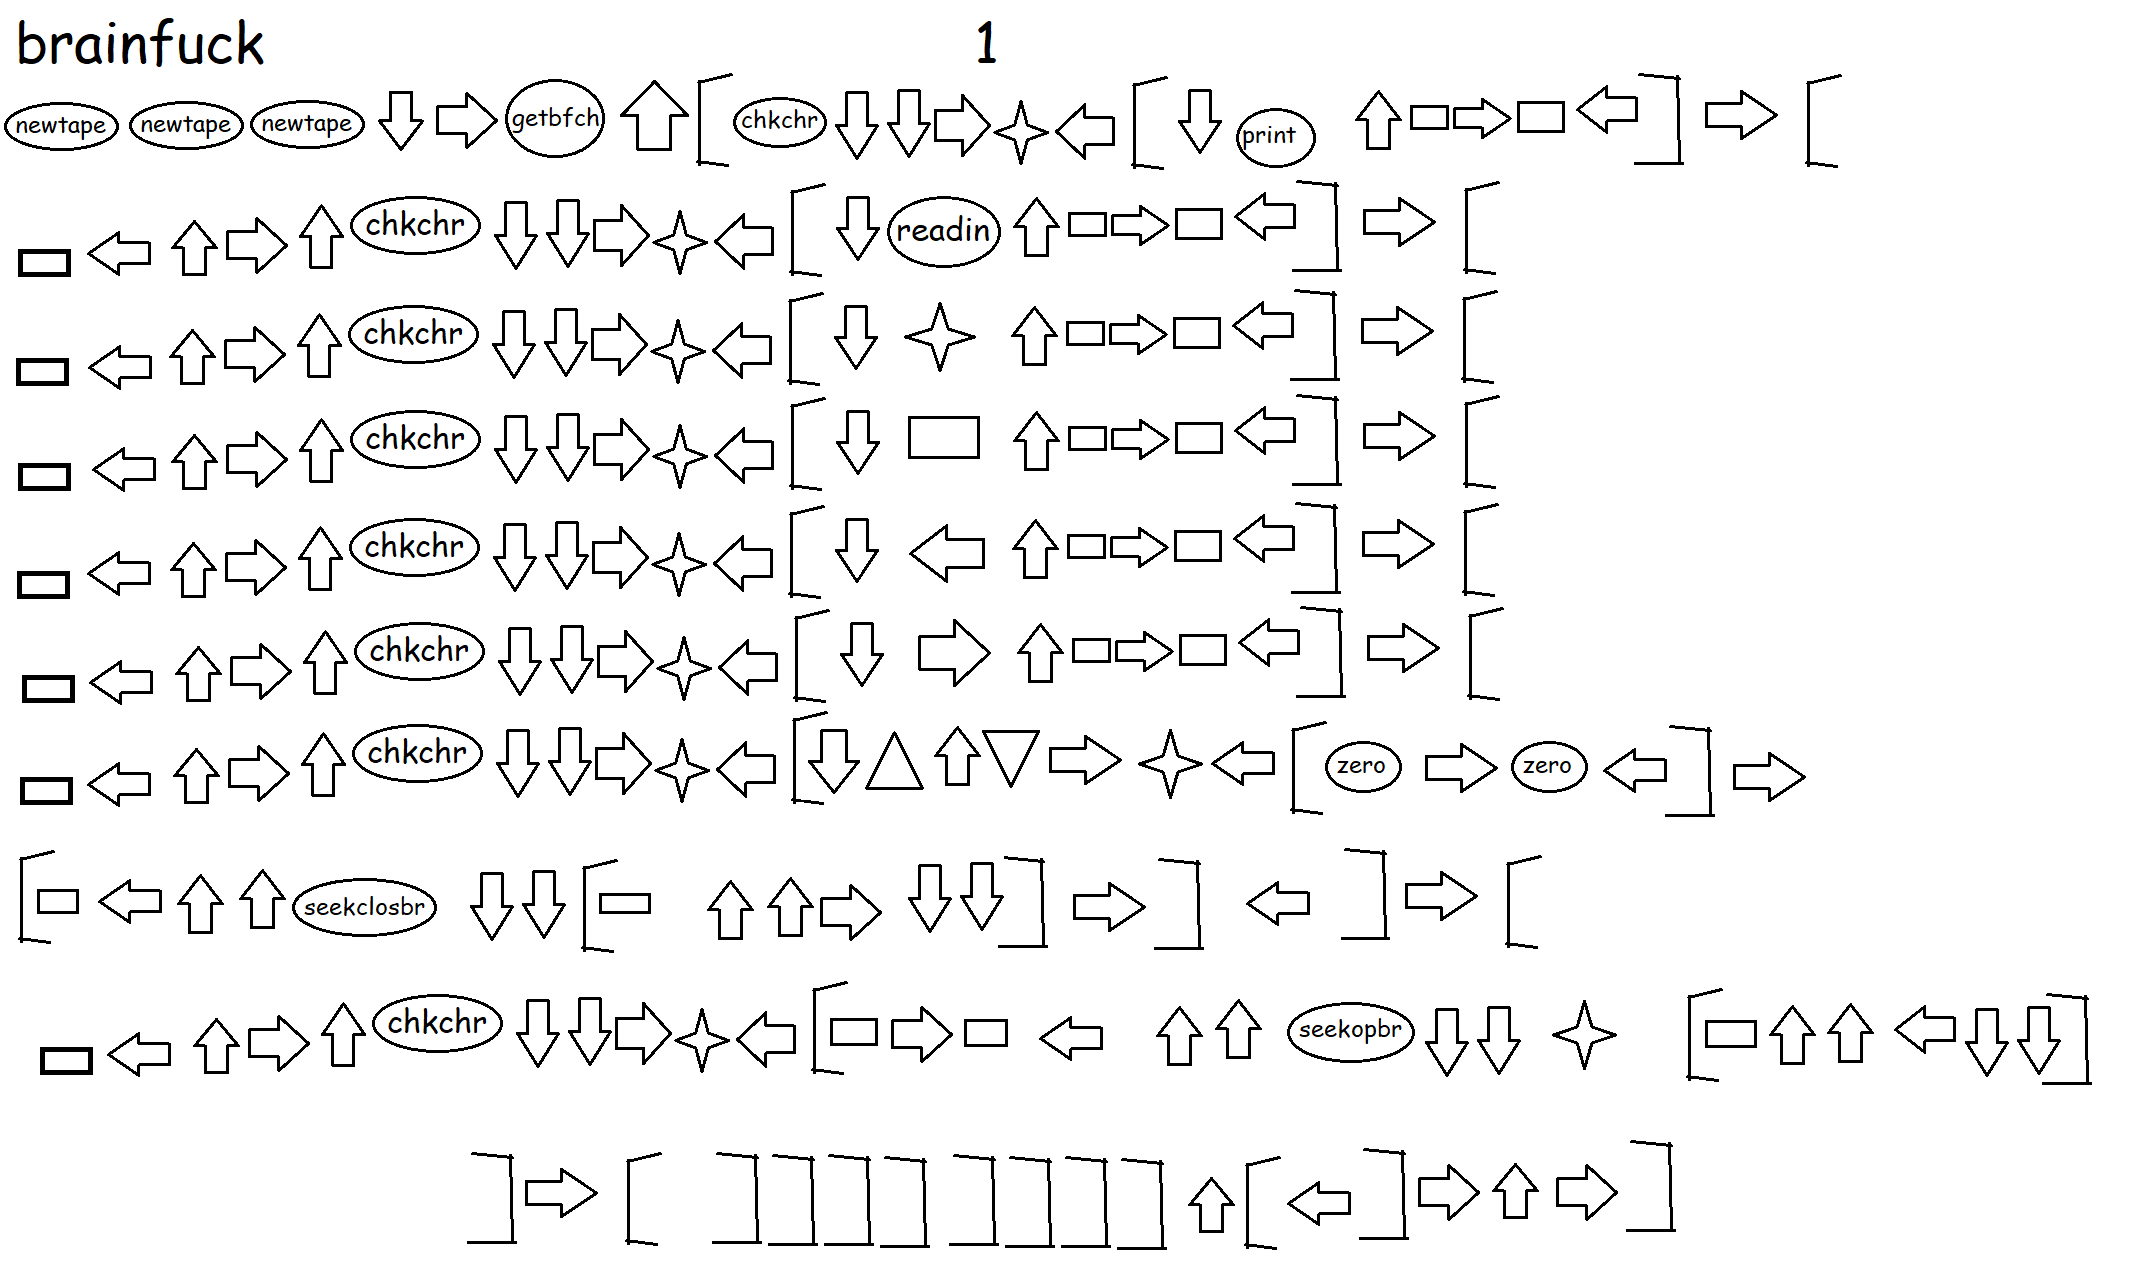 brainfuck 1
newtape newtape newtape getbfch chkchr print
chkchr readin
chkchr
chkchr
chkchr
chkchr
chkchr zero zero
seekclosbr
chkchr seekopbr